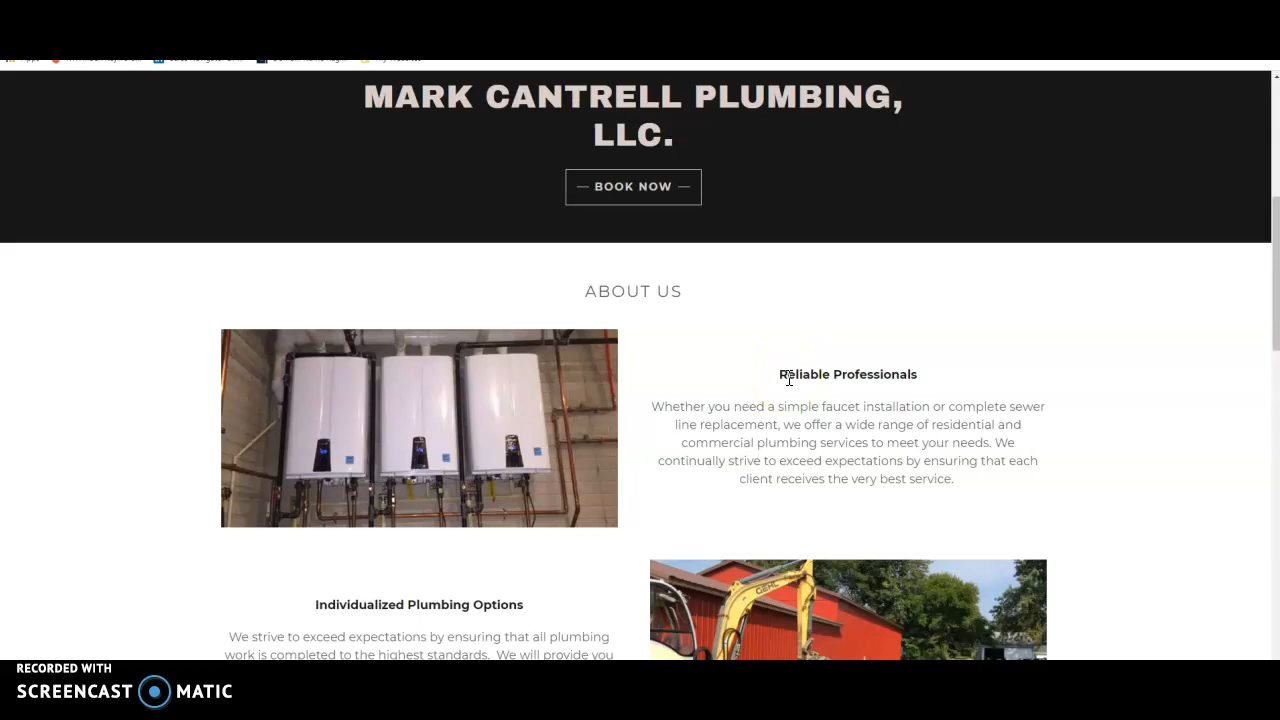 MARK CANTRELL PLUMBING,
LLC.
— BOOK NOW —
ABOUT US
Reliable Professionals
Whether you need a simple faucet installation or complete sewer
line replacement, we offer a wide range of residential and
commercial plumbing services to meet your needs. We
continually strive to exceed expectations by ensuring that each
client receives the very best service.
GEHL
Individualized Plumbing Options
We strive to exceed expectations by ensuring that all plumbing
work is completed to the highest standards. We will provide you
RECORDED WITH
SCREENCAST MATIC